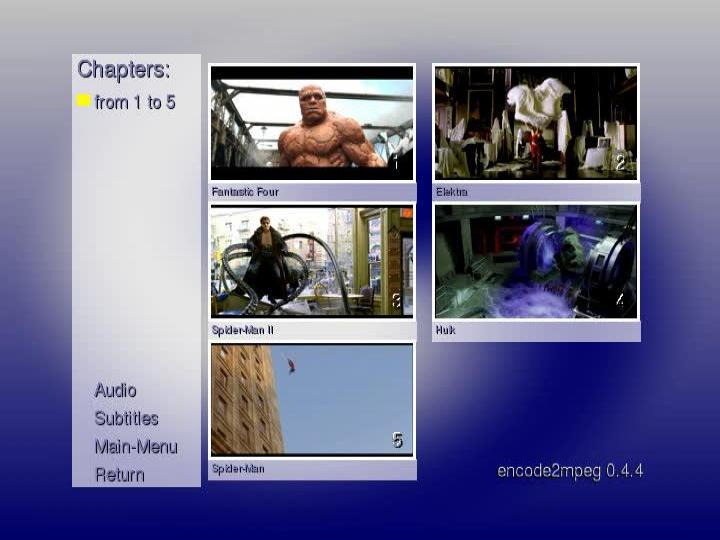 Chapters:
from 1 to 5
1
Fantastic Four
2
Elektra
3
Spider-Man II
4
Hulk
5
Spider-Man
Audio
Subtitles
Main-Menu
Return
encode2mpeg 0.4.4